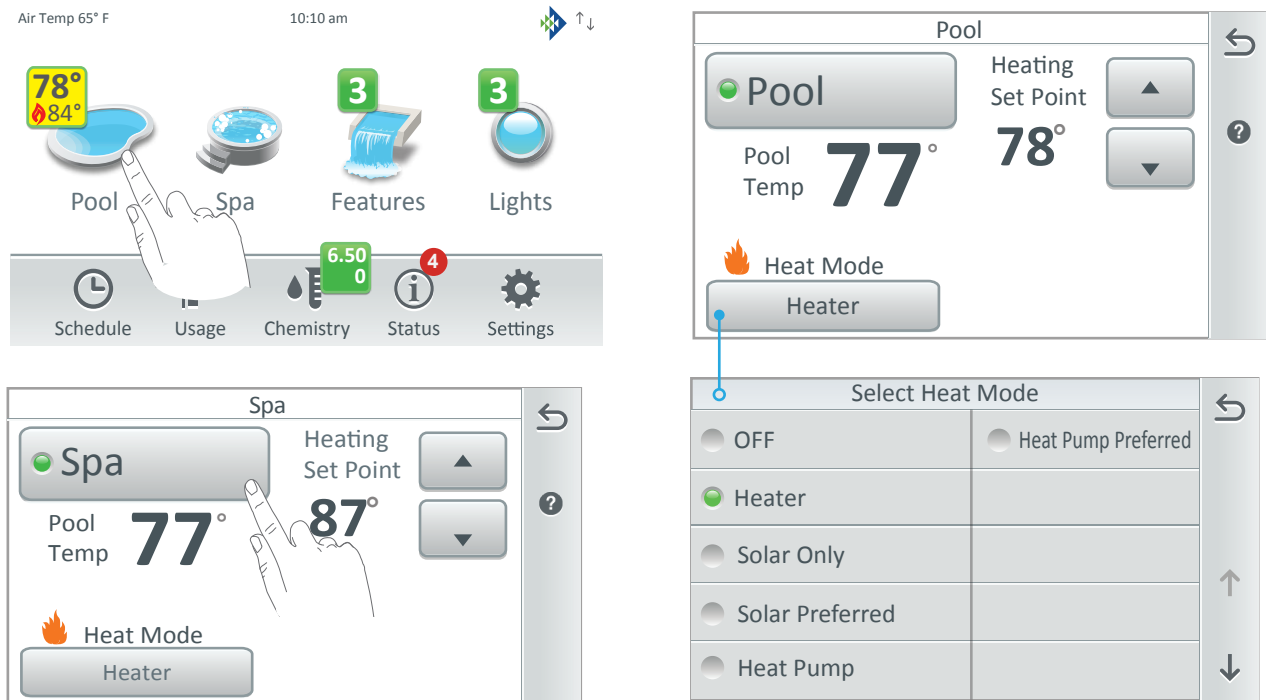 Air Temp 65° F
10:10 am
78°
84°
3
3
Pool
Spa
Features
Lights
6.50
0
4
Schedule
Usage
Chemistry
Status
Settings
Pool
Pool
Heating
Set Point
78°
Pool
Temp
77°
?
Heat Mode
Heater
Spa
Spa
Heating
Set Point
87°
Pool
Temp
77°
?
Heat Mode
Heater
Select Heat Mode
OFF
Heat Pump Preferred
Heater
Solar Only
Solar Preferred
Heat Pump